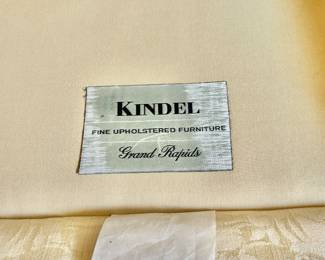 KINDEL
FINE UPHOLSTERED FURNITURE
Grand Rapids